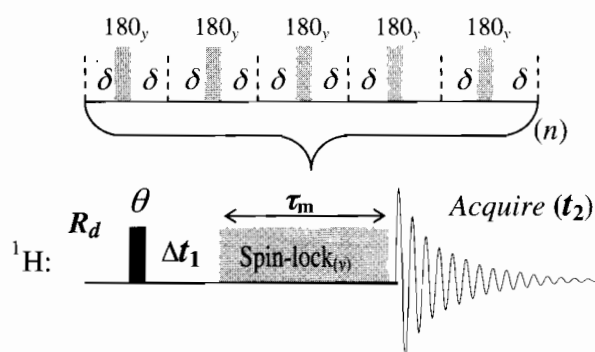 180y 180y 180y 180y 180y
δ δ δ δ δ δ δ δ δ δ
(n)
θ τm Acquire (t2)
Rd
1H: Δt1 Spin-lock(y)